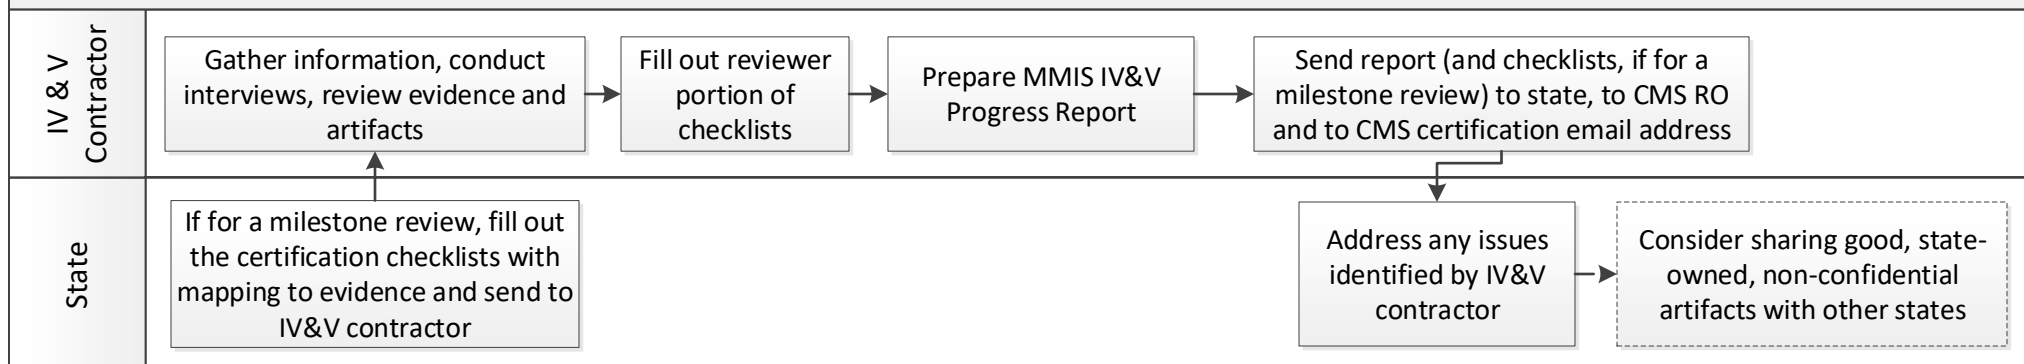 IV & V
Contractor
Gather information, conduct
interviews, review evidence and
artifacts
Fill out reviewer
portion of
checklists
Prepare MMIS IV&V
Progress Report
Send report (and checklists, if for a
milestone review) to state, to CMS RO
and to CMS certification email address
State
If for a milestone review, fill out
the certification checklists with
mapping to evidence and send to
IV&V contractor
Address any issues
identified by IV&V
contractor
Consider sharing good, state-
owned, non-confidential
artifacts with other states